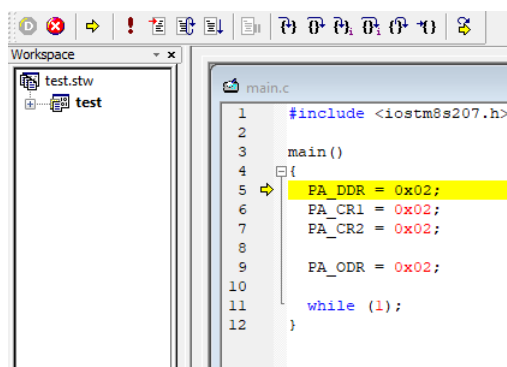 Workspace
test.stw
test
main.c
1 #include <iostm8s207.h>
2
3 main()
4 {
5 PA_DDR = 0x02;
6 PA_CR1 = 0x02;
7 PA_CR2 = 0x02;
8
9 PA_ODR = 0x02;
10
11 while (1);
12 }